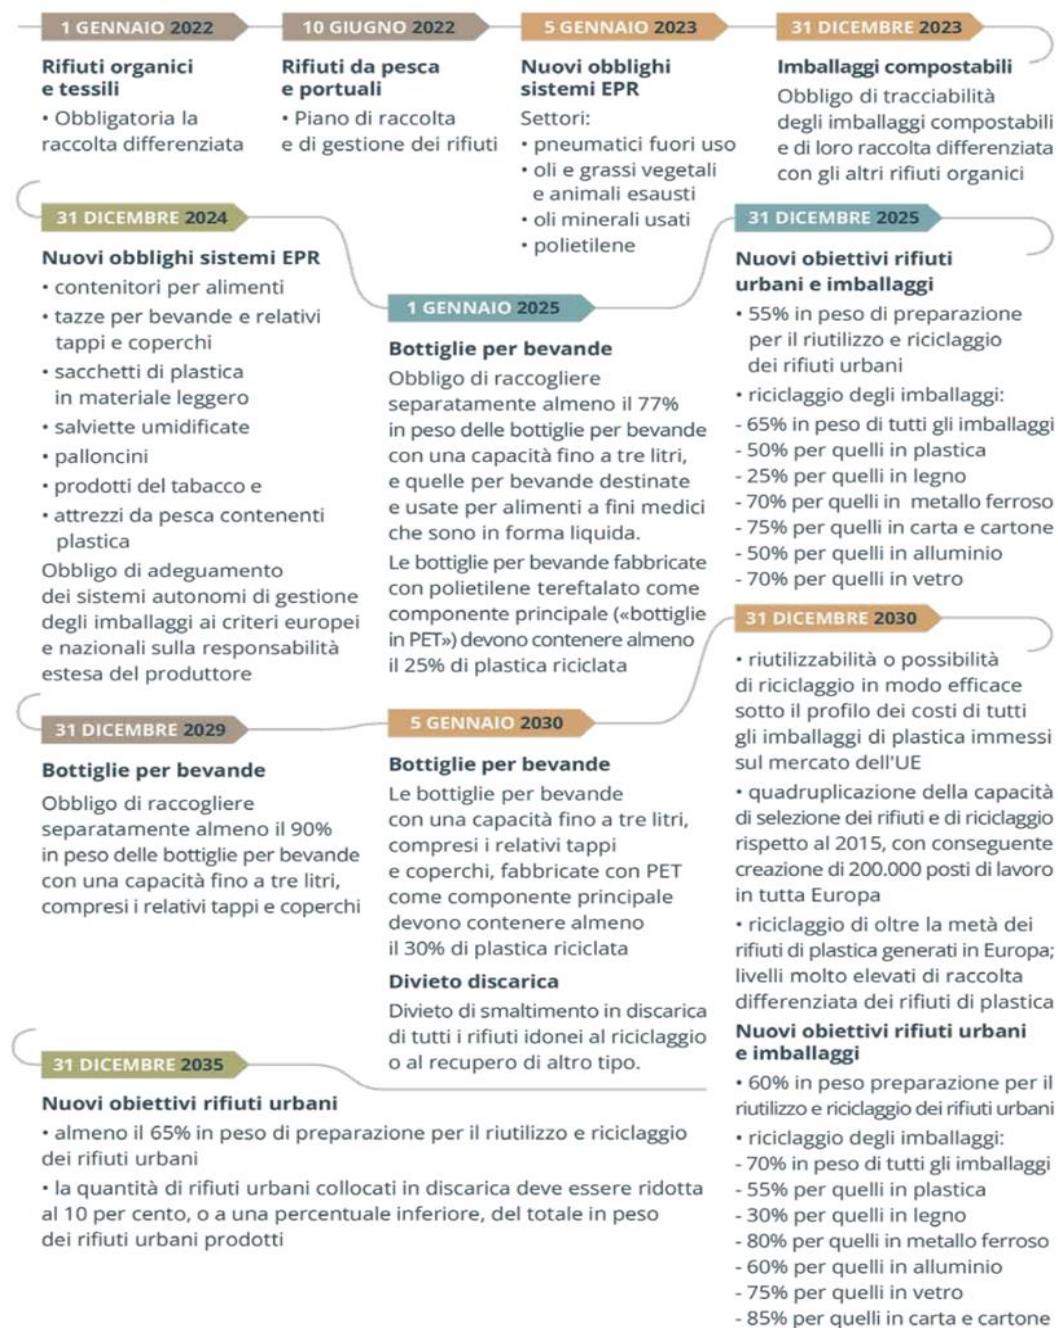 1 GENNAIO 2022
Rifiuti organici
e tessili
• Obbligatoria la
raccolta differenziata
10 GIUGNO 2022
Rifiuti da pesca
e portuali
• Piano di raccolta
e di gestione dei rifiuti
5 GENNAIO 2023
Nuovi obblighi
sistemi EPR
Settori:
• pneumatici fuori uso
• oli e grassi vegetali
e animali esausti
• oli minerali usati
• polietilene
31 DICEMBRE 2023
Imballaggi compostabili
Obbligo di tracciabilità
degli imballaggi compostabili
e di loro raccolta differenziata
con gli altri rifiuti organici
31 DICEMBRE 2024
Nuovi obblighi sistemi EPR
• contenitori per alimenti
• tazze per bevande e relativi
tappi e coperchi
• sacchetti di plastica
in materiale leggero
• salviette umidificate
• palloncini
• prodotti del tabacco e
• attrezzi da pesca contenenti
plastica
Obbligo di adeguamento
dei sistemi autonomi di gestione
degli imballaggi ai criteri europei
e nazionali sulla responsabilità
estesa del produttore
1 GENNAIO 2025
Bottiglie per bevande
Obbligo di raccogliere
separatamente almeno il 77%
in peso delle bottiglie per bevande
con una capacità fino a tre litri,
e quelle per bevande destinate
e usate per alimenti a fini medici
che sono in forma liquida.
Le bottiglie per bevande fabbricate
con polietilene tereftalato come
componente principale («bottiglie
in PET») devono contenere almeno
il 25% di plastica riciclata
31 DICEMBRE 2025
Nuovi obiettivi rifiuti
urbani e imballaggi
• 55% in peso di preparazione
per il riutilizzo e riciclaggio
dei rifiuti urbani
• riciclaggio degli imballaggi:
- 65% in peso di tutti gli imballaggi
- 50% per quelli in plastica
- 25% per quelli in legno
- 70% per quelli in metallo ferroso
- 75% per quelli in carta e cartone
- 50% per quelli in alluminio
- 70% per quelli in vetro
31 DICEMBRE 2029
Bottiglie per bevande
Obbligo di raccogliere
separatamente almeno il 90%
in peso delle bottiglie per bevande
con una capacità fino a tre litri,
compresi i relativi tappi e coperchi
5 GENNAIO 2030
Bottiglie per bevande
Le bottiglie per bevande
con una capacità fino a tre litri,
compresi i relativi tappi
e coperchi, fabbricate con PET
come componente principale
devono contenere almeno
il 30% di plastica riciclata
Divieto discarica
Divieto di smaltimento in discarica
di tutti i rifiuti idonei al riciclaggio
o al recupero di altro tipo.
31 DICEMBRE 2030
• riutilizzabilità o possibilità
di riciclaggio in modo efficace
sotto il profilo dei costi di tutti
gli imballaggi di plastica immessi
sul mercato dell'UE
• quadruplicazione della capacità
di selezione dei rifiuti e di riciclaggio
rispetto al 2015, con conseguente
creazione di 200.000 posti di lavoro
in tutta Europa
• riciclaggio di oltre la metà dei
rifiuti di plastica generati in Europa;
livelli molto elevati di raccolta
differenziata dei rifiuti di plastica
Nuovi obiettivi rifiuti urbani
e imballaggi
• 60% in peso preparazione per il
riutilizzo e riciclaggio dei rifiuti urbani
• riciclaggio degli imballaggi:
- 70% in peso di tutti gli imballaggi
- 55% per quelli in plastica
- 30% per quelli in legno
- 80% per quelli in metallo ferroso
- 60% per quelli in alluminio
- 75% per quelli in vetro
- 85% per quelli in carta e cartone
31 DICEMBRE 2035
Nuovi obiettivi rifiuti urbani
• almeno il 65% in peso di preparazione per il riutilizzo e riciclaggio
dei rifiuti urbani
• la quantità di rifiuti urbani collocati in discarica deve essere ridotta
al 10 per cento, o a una percentuale inferiore, del totale in peso
dei rifiuti urbani prodotti